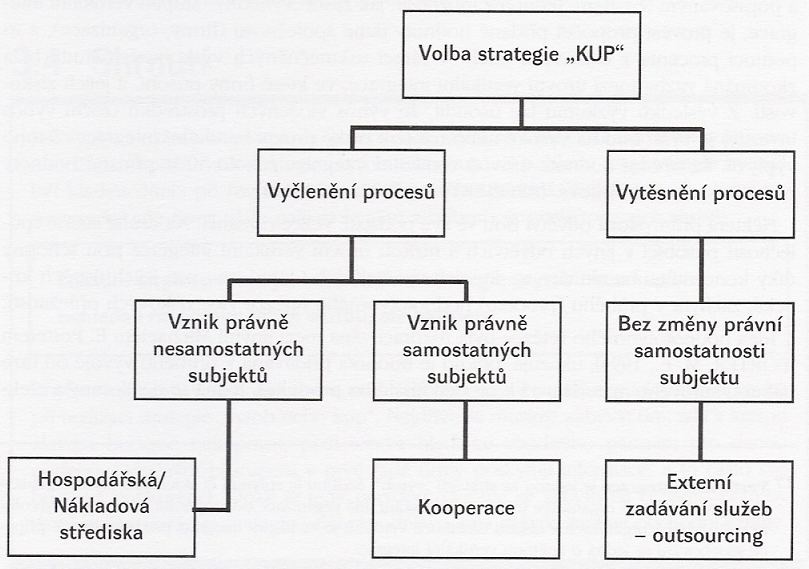 Volba strategie „KUP“
Vyčlenění procesů
Vytěsnění procesů
Vznik právně
nesamostatných
subjektů
Vznik právně
samostatných
subjektů
Bez změny právní
samostatnosti
subjektu
Hospodářská/
Nákladová
střediska
Kooperace
Externí
zadávání služeb
– outsourcing